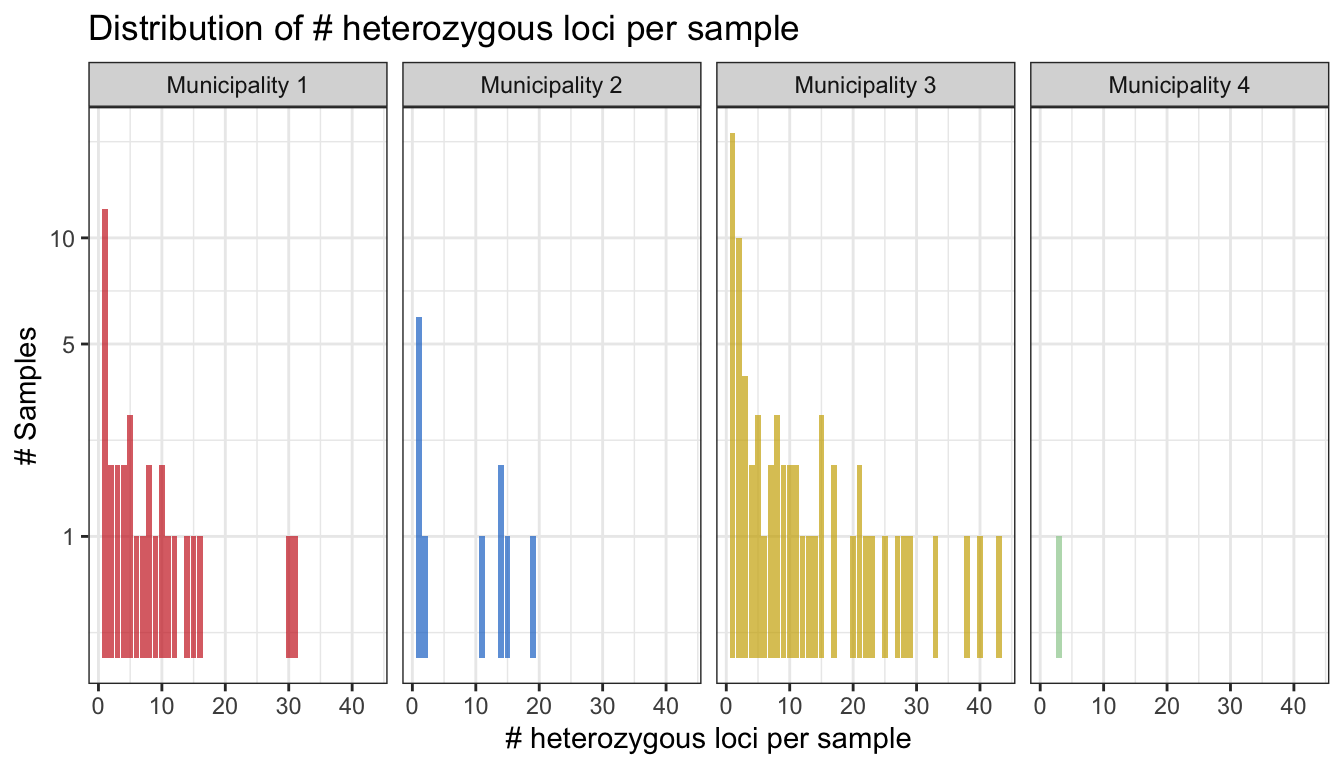 Distribution of # heterozygous loci per sample
Municipality 1 Municipality 2 Municipality 3 Municipality 4
# Samples
10
5
1
0 10 20 30 40 0 10 20 30 40 0 10 20 30 40 0 10 20 30 40
# heterozygous loci per sample